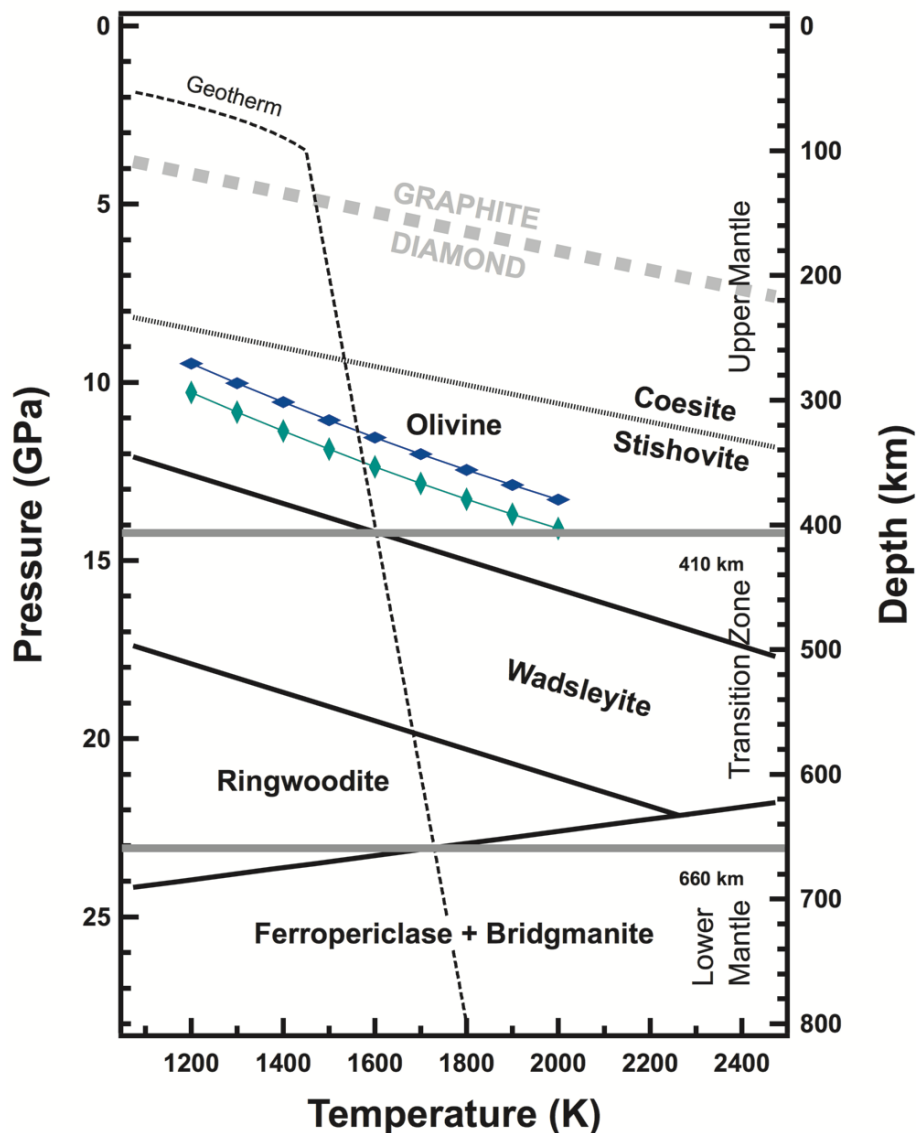 0
0
Geotherm
100
GRAPHITE
DIAMOND
5
200
Upper Mantle
Coesite
Stishovite
10
300
Olivine
400
410 km
15
Pressure (GPa)
Depth (km)
500
Wadsleyite
Transition Zone
20
Ringwoodite
600
660 km
700
25
Ferropericlase + Bridgmanite
Lower
Mantle
800
1200 1400 1600 1800 2000 2200 2400
Temperature (K)